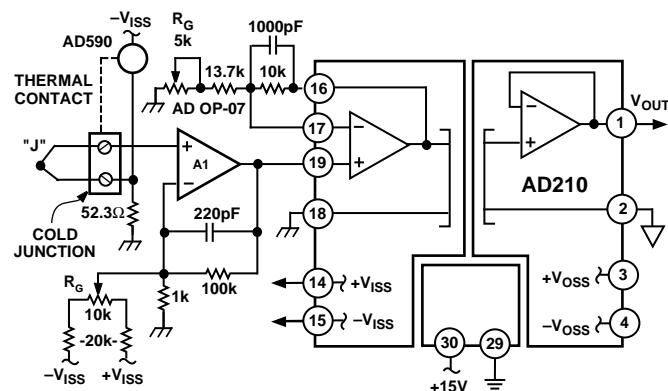 –VISS
AD590
THERMAL
CONTACT
"J"
52.3Ω
COLD
JUNCTION
RG
5k
13.7k
1000pF
10k
AD OP-07
+
A1
–
220pF
100k
1k
RG
10k
-20k-
–VISS
+VISS
16
17
19
18
14
+VISS
15
–VISS
–
+
30
29
+15V
–
+
AD210
1
VOUT
2
+VOSS
3
–VOSS
4